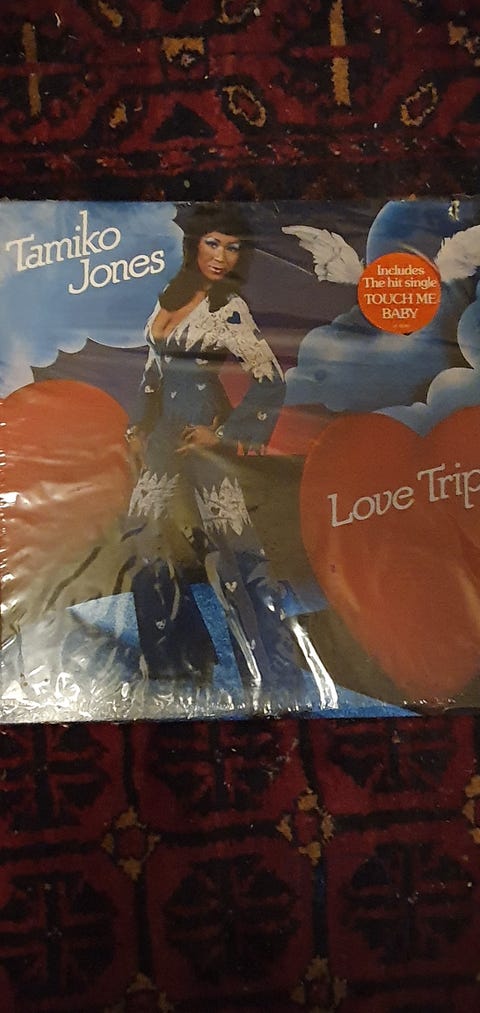 Tamiko
Jones
Includes
The hit single
TOUCH ME
BABY
Love Trip